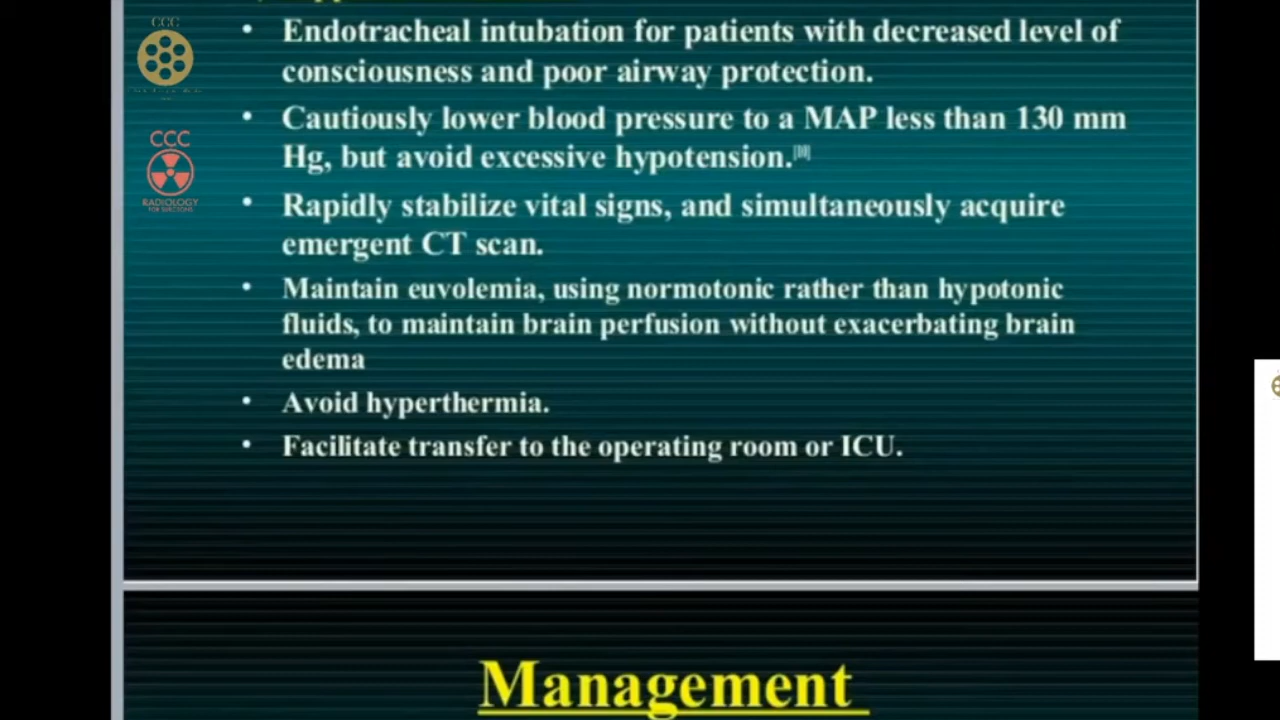 CCC
• Endotracheal intubation for patients with decreased level of
consciousness and poor airway protection.
• Cautiously lower blood pressure to a MAP less than 130 mm
Hg, but avoid excessive hypotension.
CCC
RADIOLOGY
• Rapidly stabilize vital signs, and simultaneously acquire
emergent CT scan.
• Maintain euvolemia, using normotonic rather than hypotonic
fluids, to maintain brain perfusion without exacerbating brain
edema
• Avoid hyperthermia.
• Facilitate transfer to the operating room or ICU.
Management